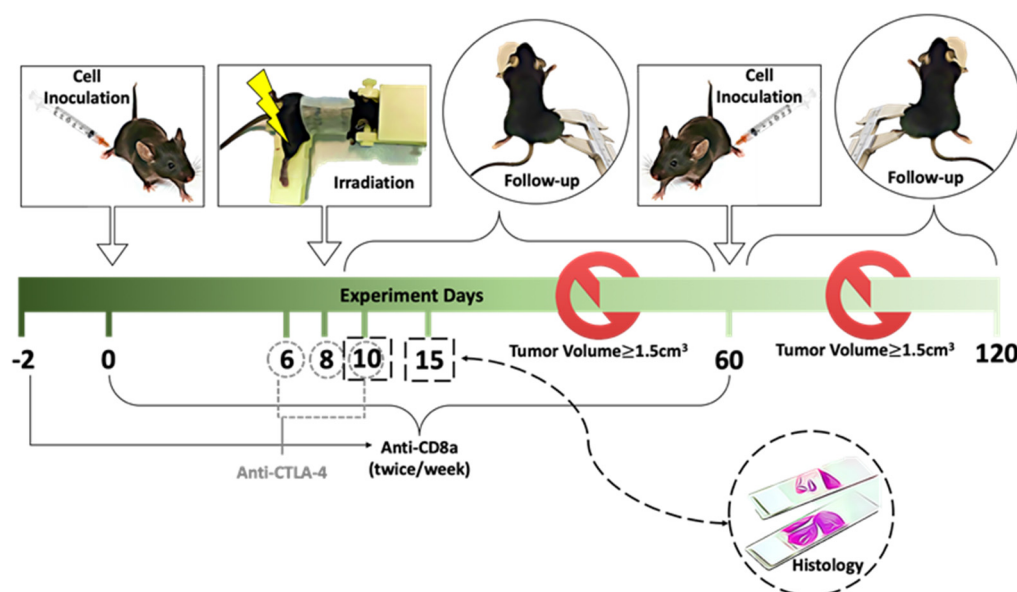 Cell
Inoculation
Irradiation
Follow-up
Cell
Inoculation
Follow-up
Experiment Days
-2
0
6
8
10
15
60
120
Tumor Volume≥1.5cm³
Tumor Volume≥1.5cm³
Anti-CTLA-4
Anti-CD8a
(twice/week)
Histology